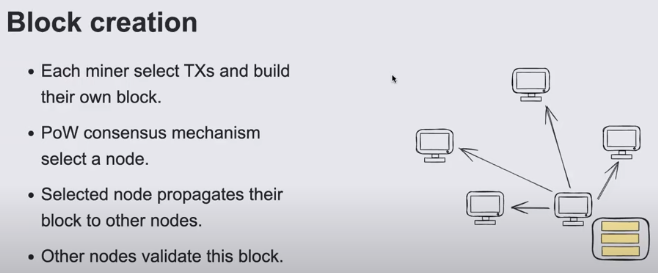 Block creation
• Each miner select TXs and build
their own block.
• PoW consensus mechanism
select a node.
• Selected node propagates their
block to other nodes.
• Other nodes validate this block.